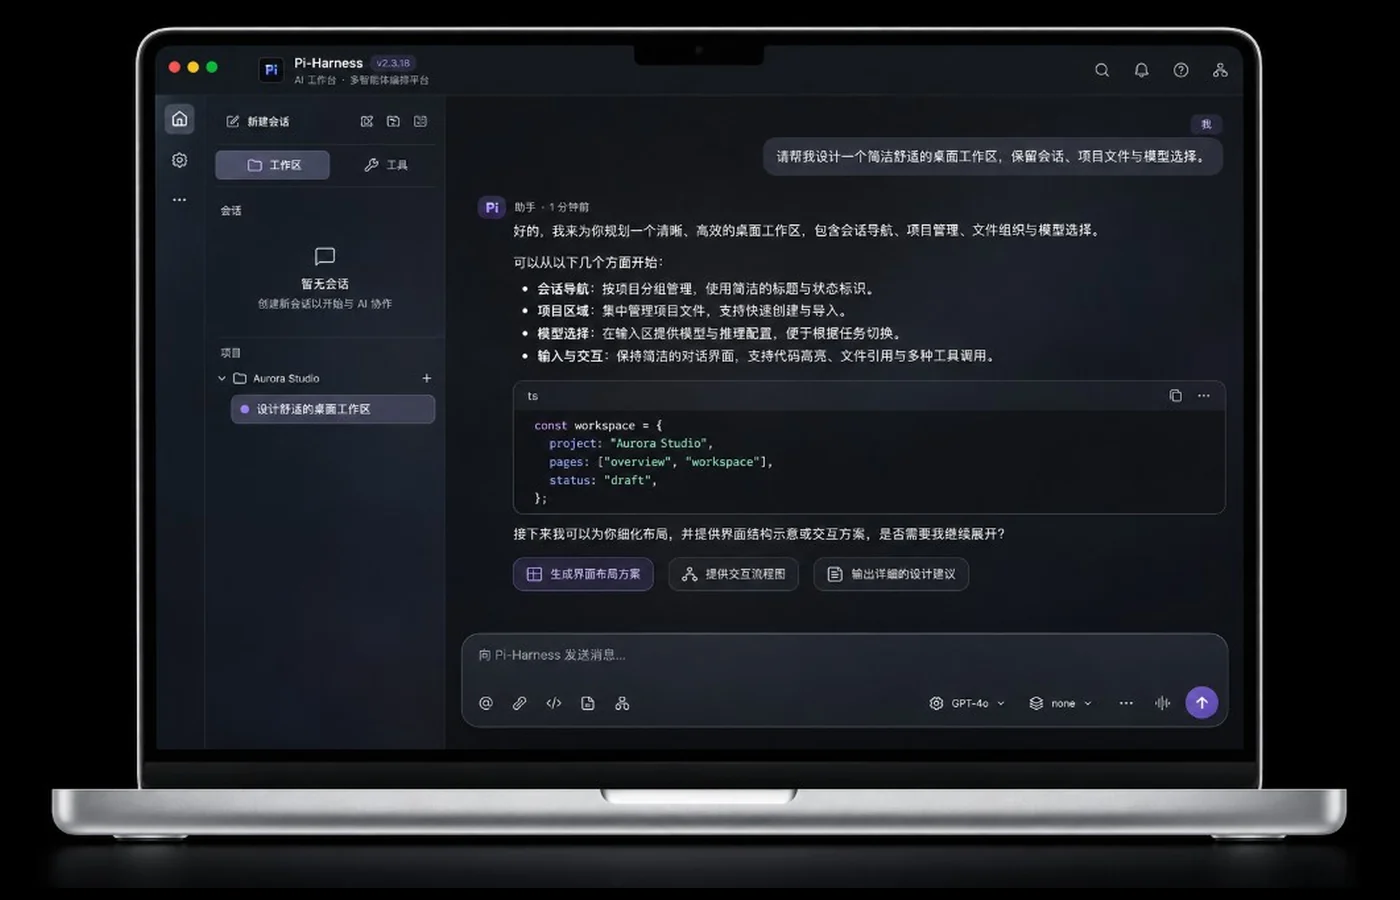 Pi
Pi-Harness v2.3.18
AI 工作台 · 多智能体编排平台
新建会话
工作区
工具
会话
暂无会话
创建新会话以开始与 AI 协作
项目
Aurora Studio
设计舒适的桌面工作区
我
请帮我设计一个简洁舒适的桌面工作区，保留会话、项目文件与模型选择。
Pi 助手 · 1 分钟前
好的，我来为你规划一个清晰、高效的桌面工作区，包含会话导航、项目管理、文件组织与模型选择。
可以从以下几个方面开始：
• 会话导航：按项目分组管理，使用简洁的标题与状态标识。
• 项目区域：集中管理项目文件，支持快速创建与导入。
• 模型选择：在输入区提供模型与推理配置，便于根据任务切换。
• 输入与交互：保持简洁的对话界面，支持代码高亮、文件引用与多种工具调用。
ts
const workspace = {
project: "Aurora Studio",
pages: ["overview", "workspace"],
status: "draft",
};
接下来我可以为你细化布局，并提供界面结构示意或交互方案，是否需要我继续展开？
生成界面布局方案
提供交互流程图
输出详细的设计建议
向 Pi-Harness 发送消息...
GPT-4o
none